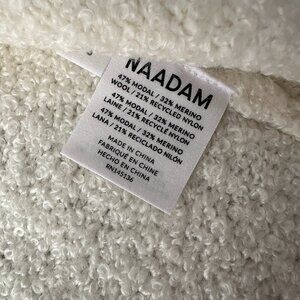 NAADAM
47% MODAL / 32% MERINO
WOOL / 21% RECYCLED NYLON
47% MODAL / 32% MERINO
LAINE / 21% RECYCLÉ NYLON
47% MODAL / 32% MERINO
LANA / 21% RECICLADO NILÓN
MADE IN CHINA
FABRIQUÉ EN CHINE
HECHO EN CHINA
RN145136